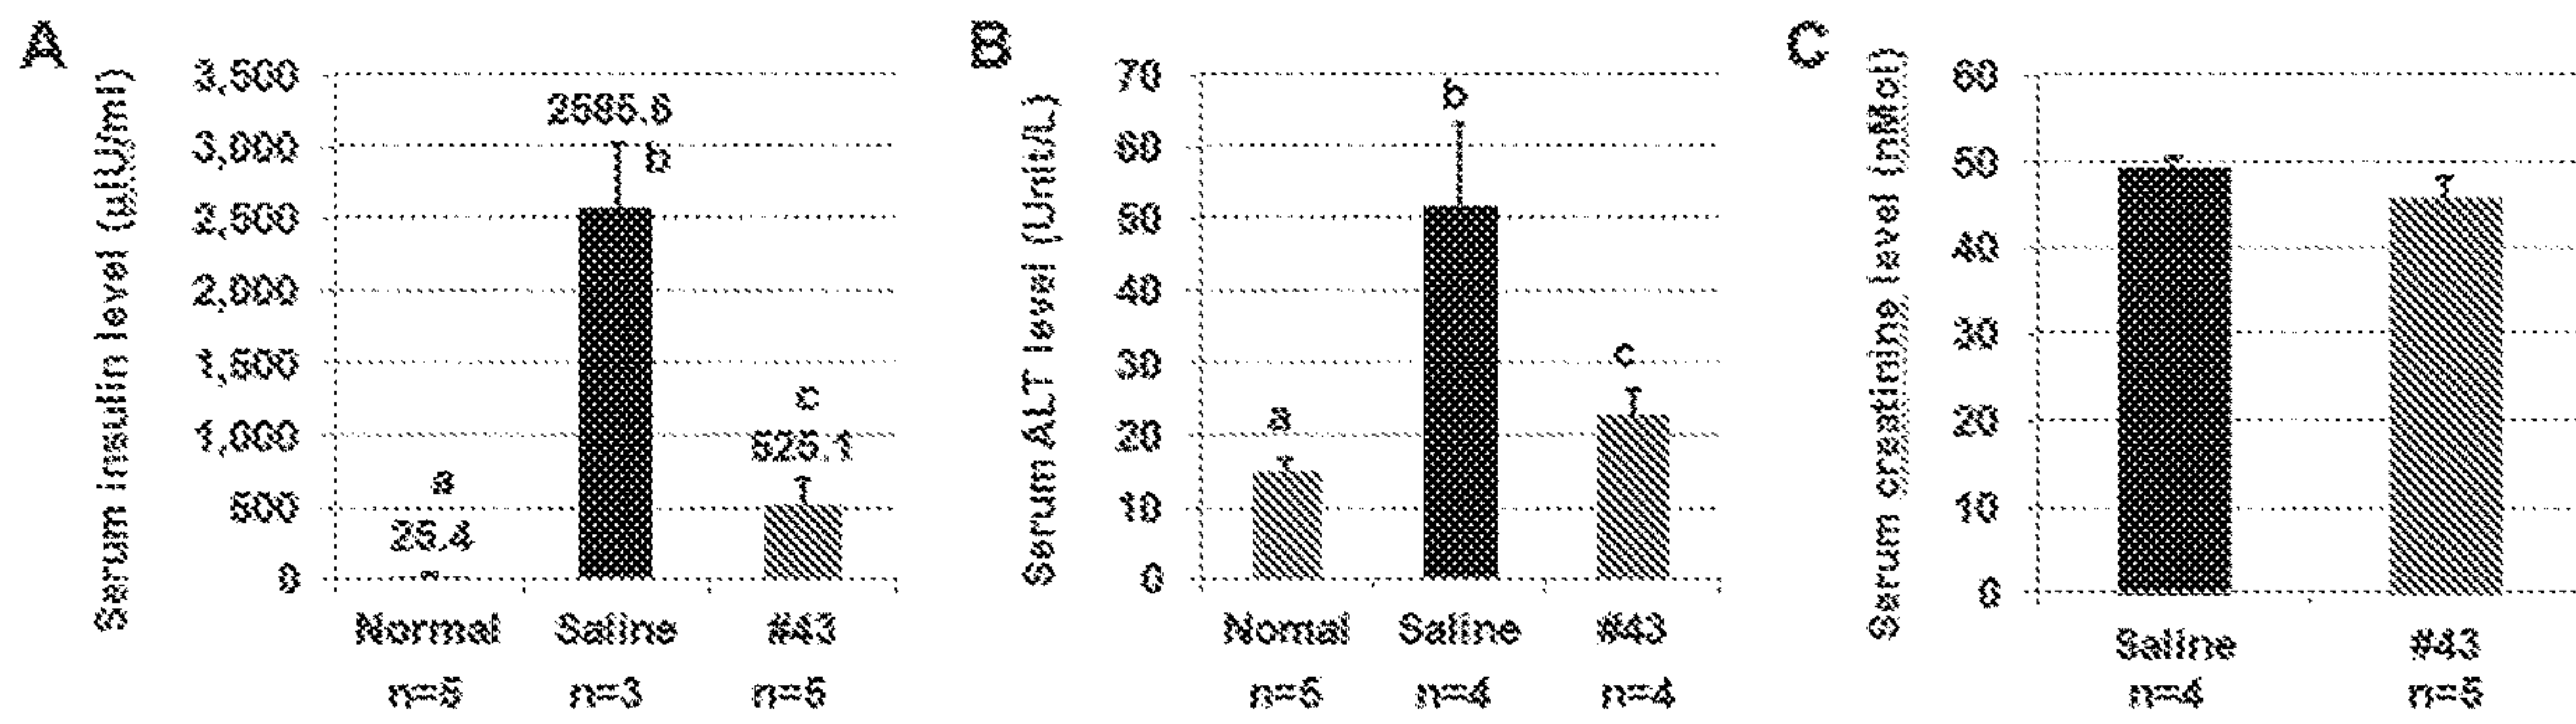 A
Serum insulin level (µIU/ml)
3,500
3,000
2,500
2,000
1,500
1,000
500
0
a
25.4
2585.6
b
c
525.1
Normal
Saline
#43
n=5
n=3
n=5
B
Serum ALT level (Unit/L)
70
60
50
40
30
20
10
0
a
b
c
Nomal
Saline
#43
n=5
n=4
n=4
C
Serum creatinine level (nMol)
60
50
40
30
20
10
0
Saline
#43
n=4
n=5